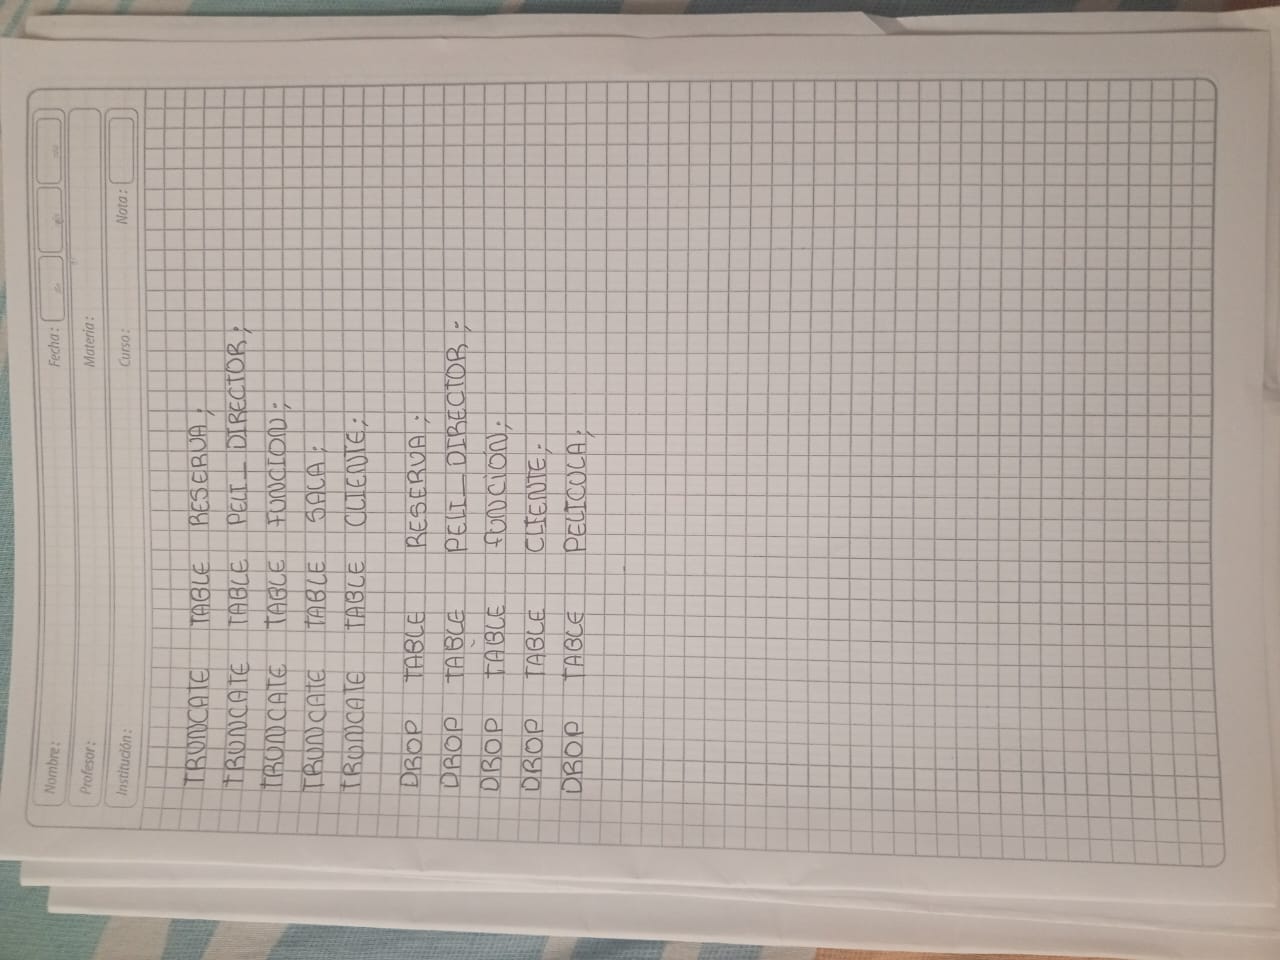 Nombre: Fecha:
Profesor: Materia:
Institución: Curso: Nota:
TRUNCATE TABLE RESERVA;
TRUNCATE TABLE PELI_DIRECTOR;
TRUNCATE TABLE FUNCION;
TRUNCATE TABLE SALA;
TRUNCATE TABLE CLIENTE;
DROP TABLE RESERVA;
DROP TABLE PELI_DIRECTOR;
DROP TABLE FUNCION;
DROP TABLE CLIENTE;
DROP TABLE PELICULA;